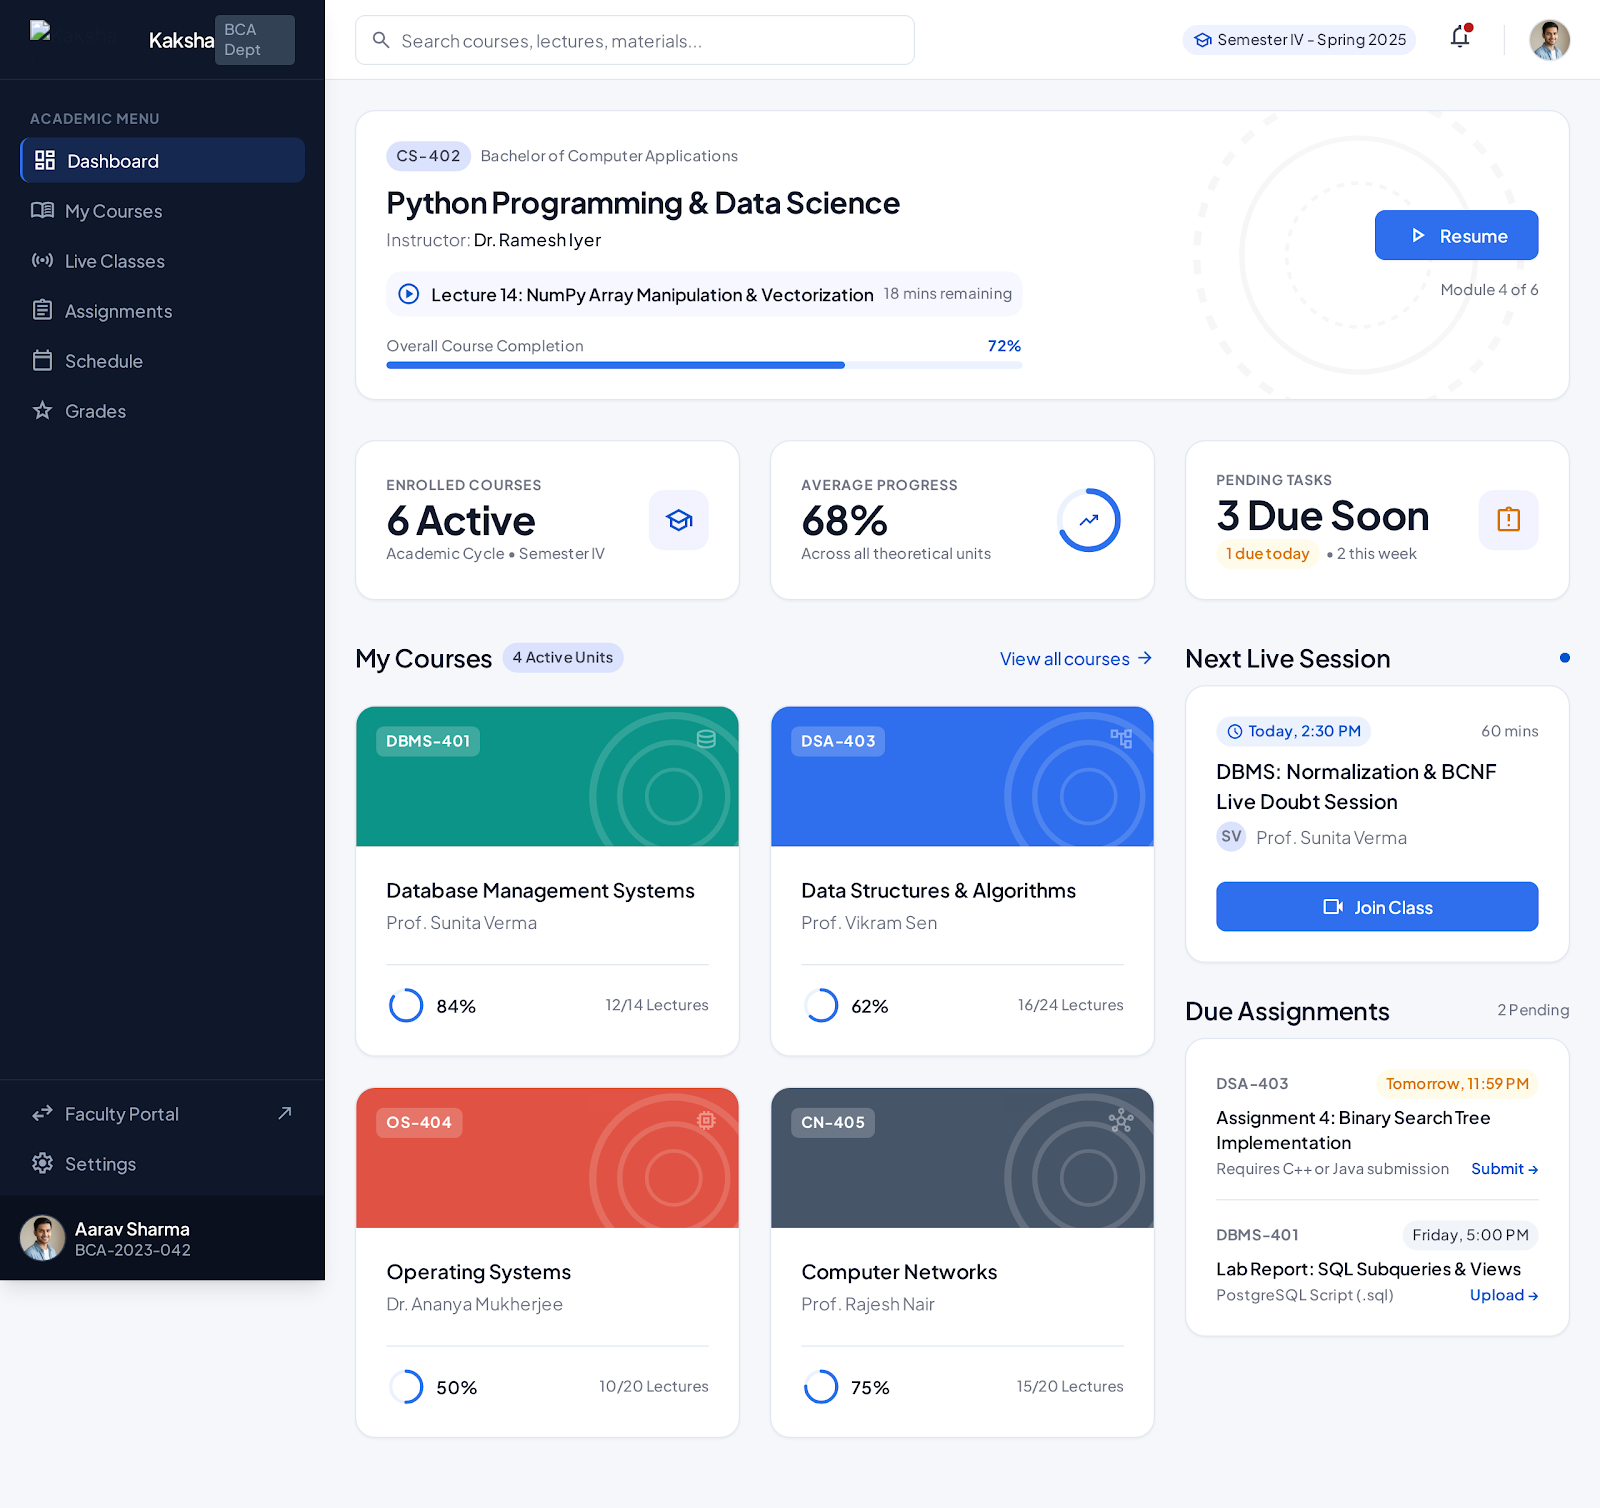 Kaksha
BCA
Dept
ACADEMIC MENU
Dashboard
My Courses
Live Classes
Assignments
Schedule
Grades
Faculty Portal
Settings
Aarav Sharma
BCA-2023-042
Search courses, lectures, materials...
Semester IV - Spring 2025
CS-402 Bachelor of Computer Applications
Python Programming & Data Science
Instructor: Dr. Ramesh Iyer
Lecture 14: NumPy Array Manipulation & Vectorization 18 mins remaining
Overall Course Completion 72%
Resume
Module 4 of 6
ENROLLED COURSES
6 Active
Academic Cycle • Semester IV
AVERAGE PROGRESS
68%
Across all theoretical units
PENDING TASKS
3 Due Soon
1 due today • 2 this week
My Courses 4 Active Units View all courses →
DBMS-401
Database Management Systems
Prof. Sunita Verma
84% 12/14 Lectures
DSA-403
Data Structures & Algorithms
Prof. Vikram Sen
62% 16/24 Lectures
OS-404
Operating Systems
Dr. Ananya Mukherjee
50% 10/20 Lectures
CN-405
Computer Networks
Prof. Rajesh Nair
75% 15/20 Lectures
Next Live Session
Today, 2:30 PM 60 mins
DBMS: Normalization & BCNF
Live Doubt Session
SV Prof. Sunita Verma
Join Class
Due Assignments 2 Pending
DSA-403 Tomorrow, 11:59 PM
Assignment 4: Binary Search Tree
Implementation
Requires C++ or Java submission Submit →
DBMS-401 Friday, 5:00 PM
Lab Report: SQL Subqueries & Views
PostgreSQL Script (.sql) Upload →